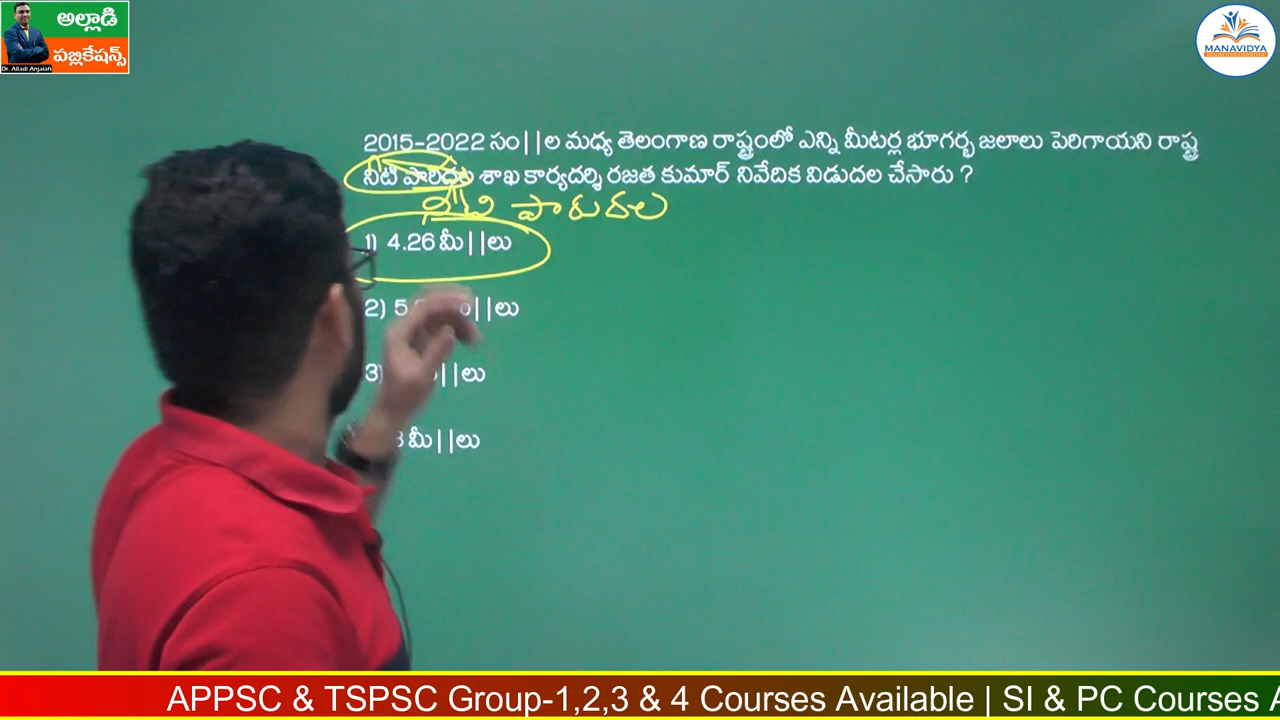 అల్లాడి
పబ్లికేషన్స్
Dr. Alladi Anjaiah
MANAVIDYA
2015-2022 సం||ల మధ్య తెలంగాణ రాష్ట్రంలో ఎన్ని మీటర్ల భూగర్భ జలాలు పెరిగాయని రాష్ట్ర
నీటి పారిదల శాఖ కార్యదర్శి రజత కుమార్ నివేదిక విడుదల చేసారు ?
నీటి పారుదల
1) 4.26 మీ||లు
2) ||లు
3) ||లు
మీ||లు
APPSC & TSPSC Group-1,2,3 & 4 Courses Available | SI & PC Courses